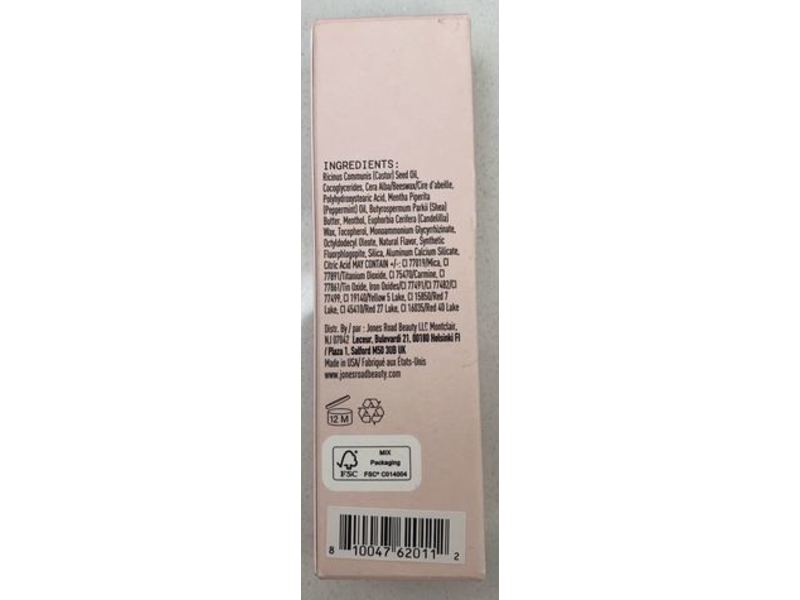 INGREDIENTS:
Ricinus Communis (Castor) Seed Oil,
Cocoglycerides, Cera Alba/Beeswax/Cire d'abeille,
Polyhydroxystearic Acid, Mentha Piperita
(Peppermint) Oil, Butyrospermum Parkii (Shea)
Butter, Menthol, Euphorbia Cerifera (Candelilla)
Wax, Tocopherol, Monoammonium Glycyrrhizinate,
Octyldodecyl Oleate, Natural Flavor, Synthetic
Fluorphlogopite, Silica, Aluminum Calcium Silicate,
Citric Acid MAY CONTAIN +/-: CI 77019/Mica, CI
77891/Titanium Dioxide, CI 75470/Carmine, CI
77861/Tin Oxide, Iron Oxides/CI 77491/CI 77492/CI
77499, CI 19140/Yellow 5 Lake, CI 15850/Red 7
Lake, CI 45410/Red 27 Lake, CI 16035/Red 40 Lake
Distr. By / par : Jones Road Beauty LLC Montclair,
NJ 07042 Leceur, Bulevardi 21, 00180 Helsinki FI
/ Plaza 1, Salford M50 3UB UK
Made in USA/ Fabriqué aux États-Unis
www.jonesroadbeauty.com
12 M
MIX
Packaging
FSC
FSC® C014004
8 10047 62011 2